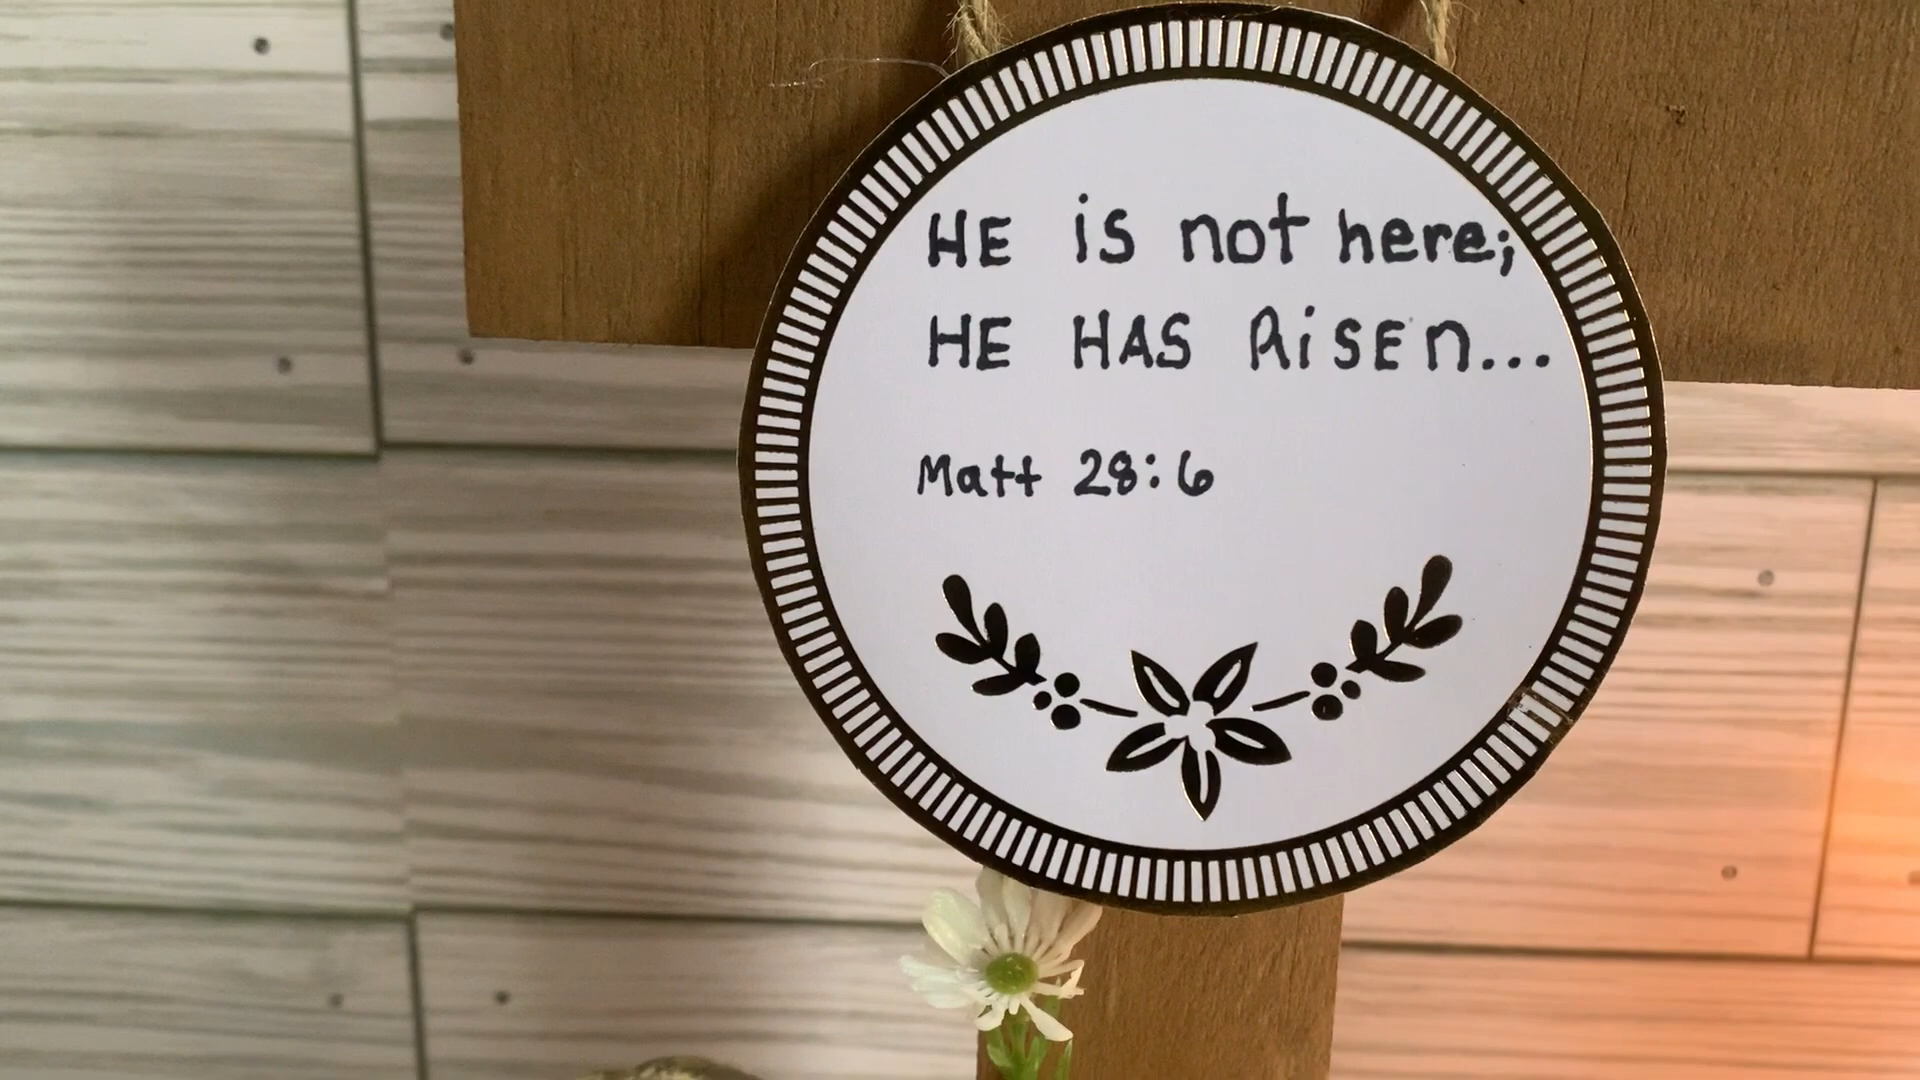 HE is not here;
HE HAS RiSEn...
Matt 28:6